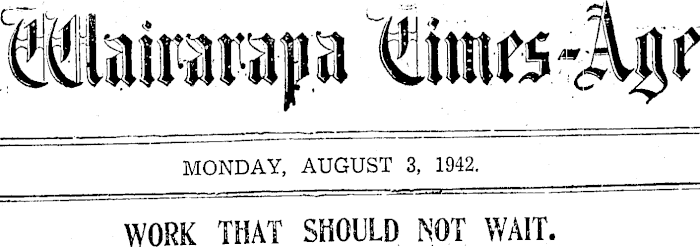 Wairarapa Times-Age
MONDAY, AUGUST 3, 1942.
WORK THAT SHOULD NOT WAIT.